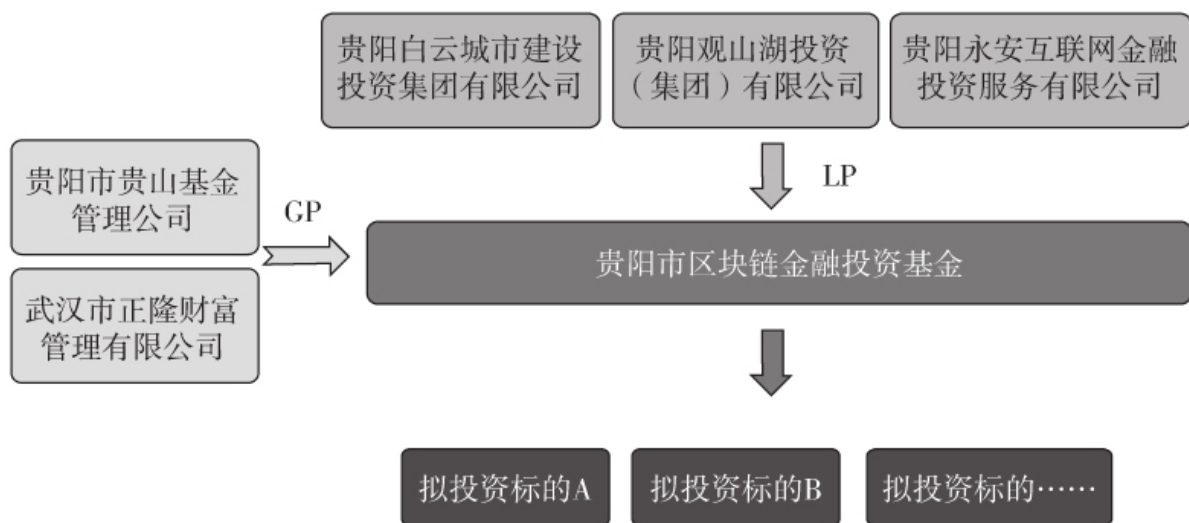 贵阳白云城市建设
投资集团有限公司
贵阳观山湖投资
（集团）有限公司
贵阳永安互联网金融
投资服务有限公司
贵阳市贵山基金
管理公司
GP
LP
武汉市正隆财富
管理有限公司
贵阳市区块链金融投资基金
拟投资标的A
拟投资标的B
拟投资标的……